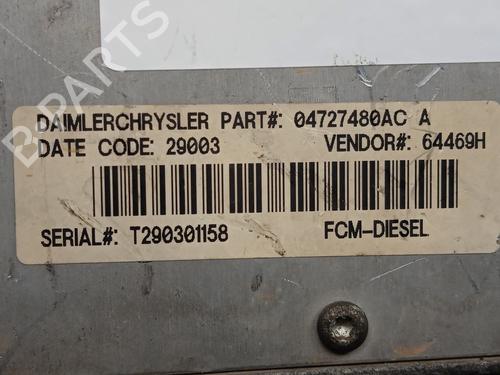 B-PARTS
DAIMLERCHRYSLER PART#: 04727480AC A
DATE CODE: 29003 VENDOR#: 64469H
SERIAL#: T290301158 FCM-DIESEL